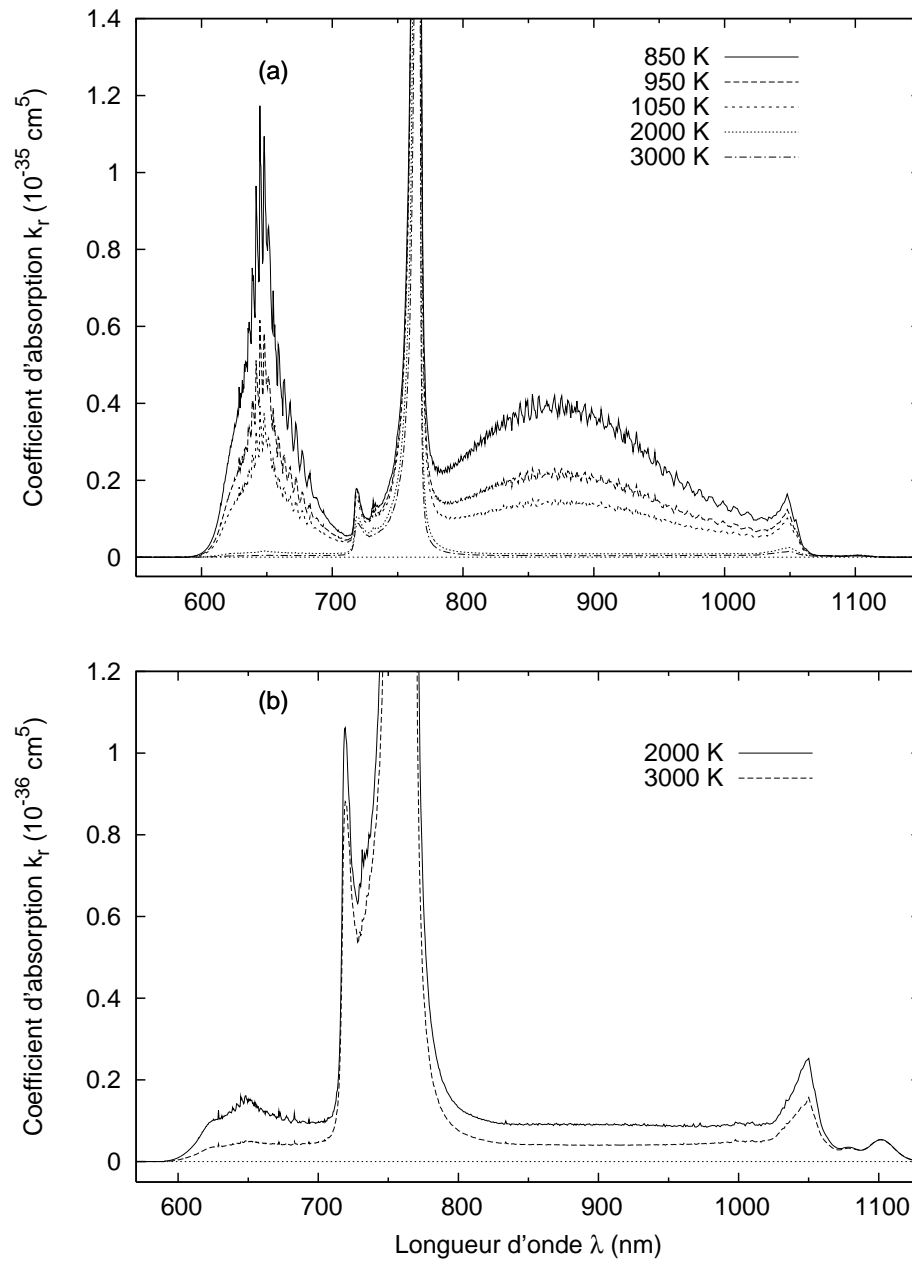 1.4
1.2
1
0.8
0.6
0.4
0.2
0
Coefficient d'absorption k_r (10^-35 cm^5)
(a)
850 K
950 K
1050 K
2000 K
3000 K
600 700 800 900 1000 1100
1.2
1
0.8
0.6
0.4
0.2
0
Coefficient d'absorption k_r (10^-36 cm^5)
(b)
2000 K
3000 K
600 700 800 900 1000 1100
Longueur d'onde λ (nm)